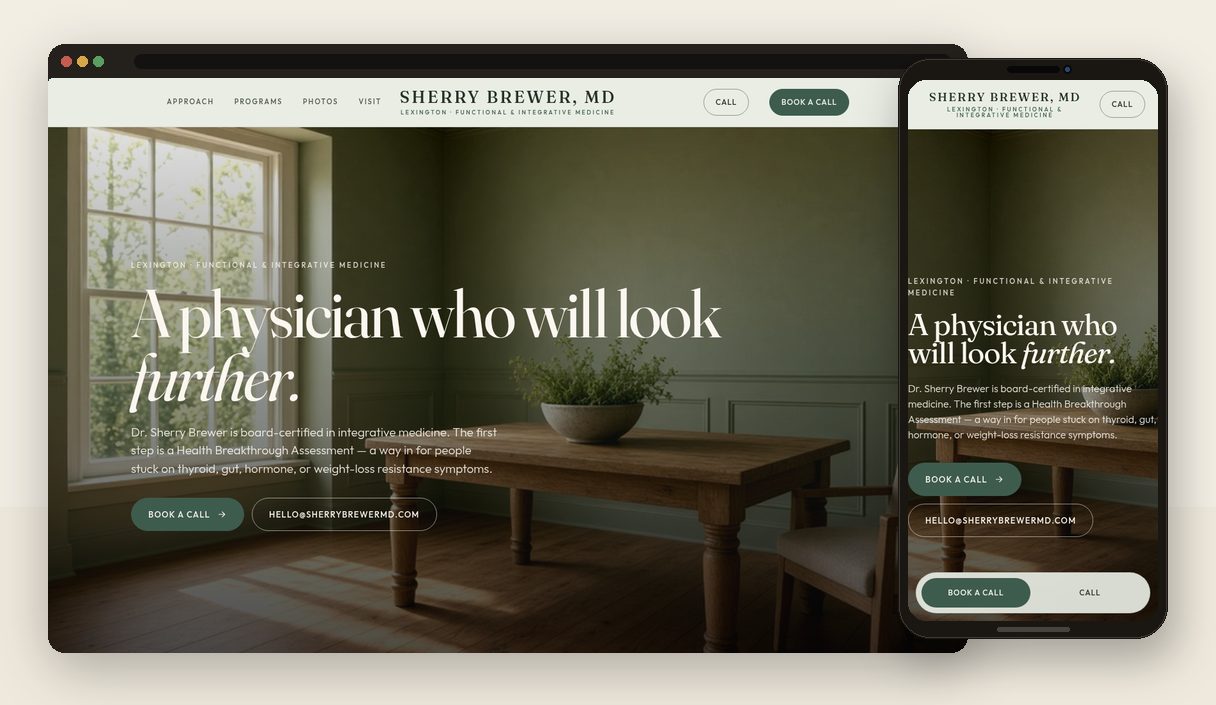 APPROACH PROGRAMS PHOTOS VISIT
SHERRY BREWER, MD
LEXINGTON · FUNCTIONAL & INTEGRATIVE MEDICINE
CALL
BOOK A CALL
LEXINGTON · FUNCTIONAL & INTEGRATIVE MEDICINE
A physician who will look
further.
Dr. Sherry Brewer is board-certified in integrative medicine. The first
step is a Health Breakthrough Assessment — a way in for people
stuck on thyroid, gut, hormone, or weight-loss resistance symptoms.
BOOK A CALL →
HELLO@SHERRYBREWERMD.COM
SHERRY BREWER, MD
LEXINGTON · FUNCTIONAL &
INTEGRATIVE MEDICINE
CALL
LEXINGTON · FUNCTIONAL & INTEGRATIVE
MEDICINE
A physician who
will look further.
Dr. Sherry Brewer is board-certified in integrative
medicine. The first step is a Health Breakthrough
Assessment — a way in for people stuck on thyroid, gut,
hormone, or weight-loss resistance symptoms.
BOOK A CALL →
HELLO@SHERRYBREWERMD.COM
BOOK A CALL
CALL